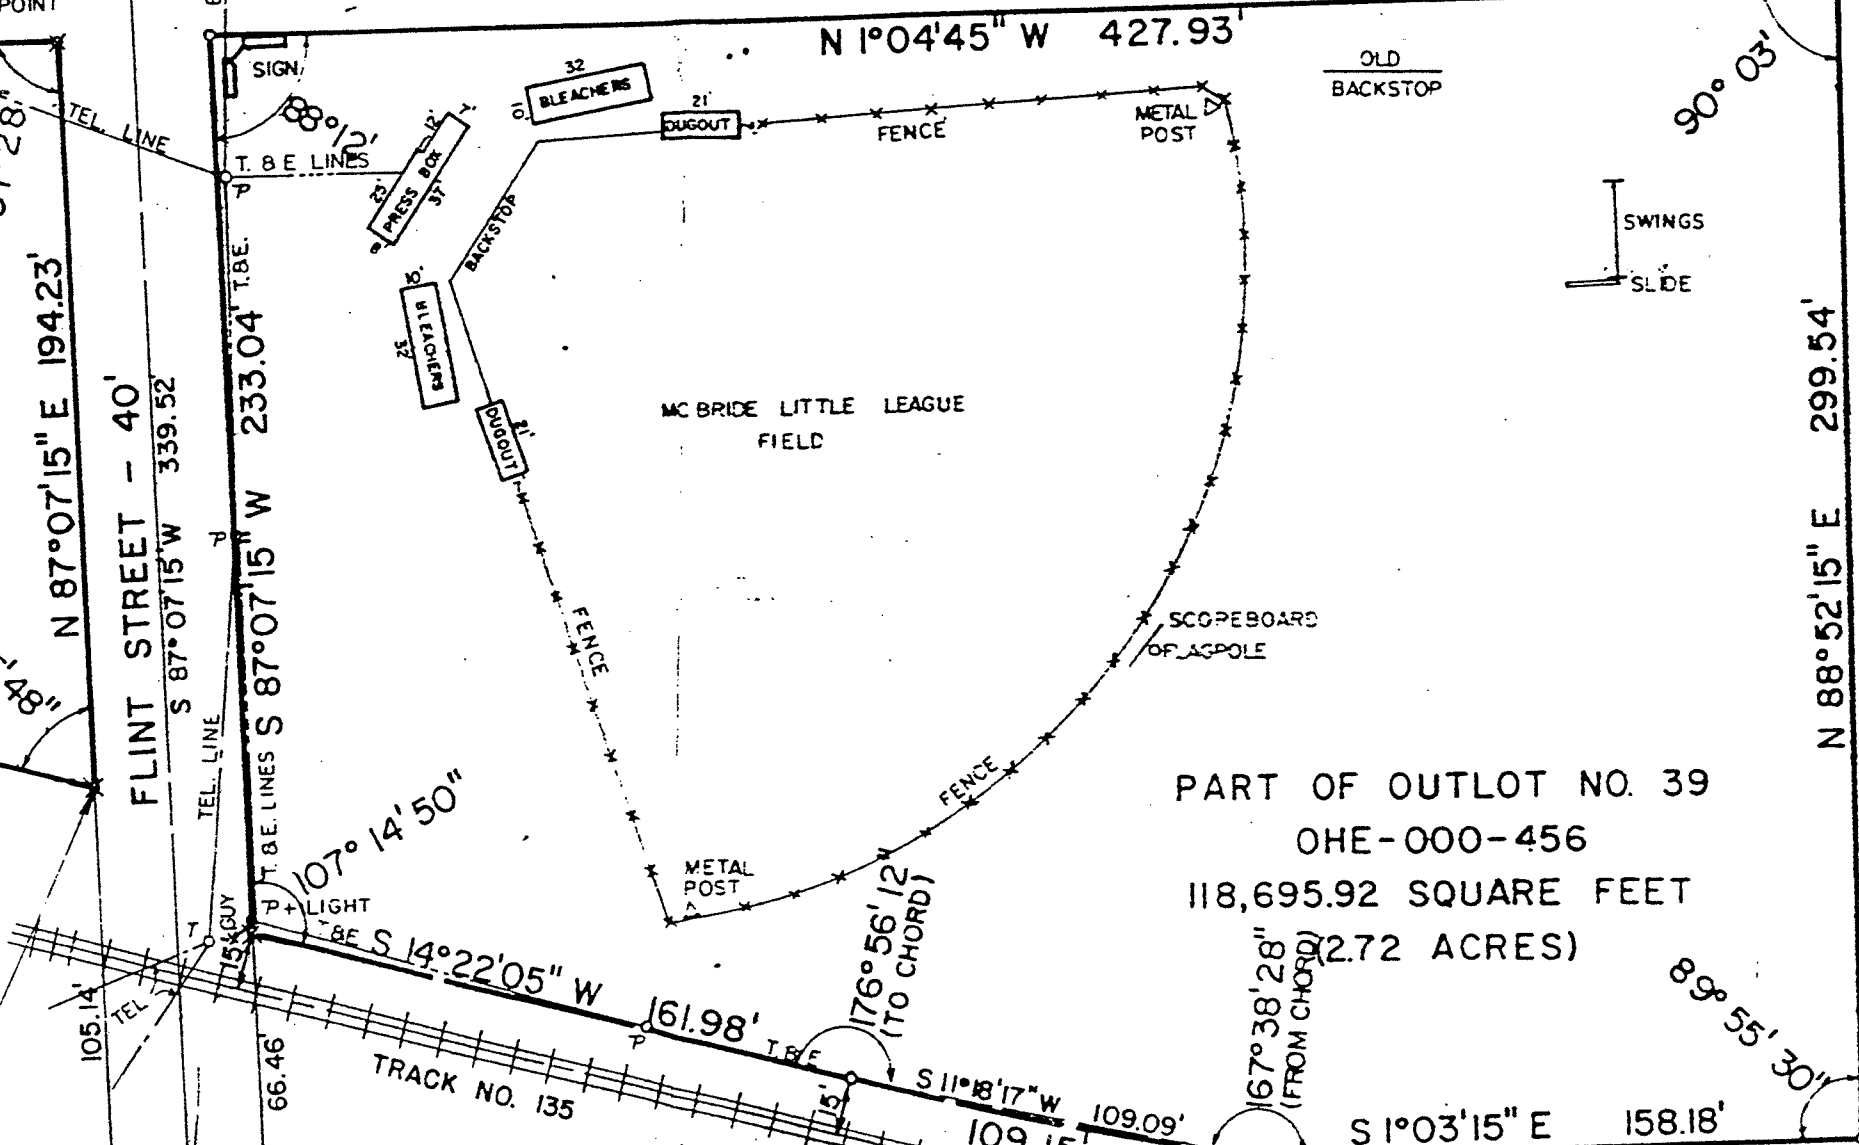 POINT
N 1°04'45" W 427.93'
SIGN
88°12'
TEL. LINE
T. & E. LINES
P
12'
PRESS BOX
23'
37'
8'
32
BLEACHERS
10'
21'
DUGOUT
FENCE
METAL
POST
OLD
BACKSTOP
90° 03'
BACKSTOP
15'
BLEACHERS
32'
DUGOUT
21'
SWINGS
SLIDE
MC BRIDE LITTLE LEAGUE
FIELD
N 87°07'15" E 194.23'
FLINT STREET - 40'
S 87°07'15"W 339.52'
T.&E.
233.04'
S 87°07'15" W
P
T. & E. LINES
TEL. LINE
FENCE
SCOREBOARD
FLAGPOLE
N 88°52'15" E 299.54'
48"
107° 14' 50"
FENCE
METAL
POST
PART OF OUTLOT NO. 39
OHE-000-456
118,695.92 SQUARE FEET
(2.72 ACRES)
P + LIGHT
T & E
GUY
15'
T
TEL
105.14'
66.46'
S 14°22'05" W
161.98'
P
T. & E.
TRACK NO. 135
176°56'12"
(TO CHORD)
15'
S 11°18'17" W
109.09'
109.15'
167°38'28"
(FROM CHORD)
89° 55' 30"
S 1°03'15" E 158.18'